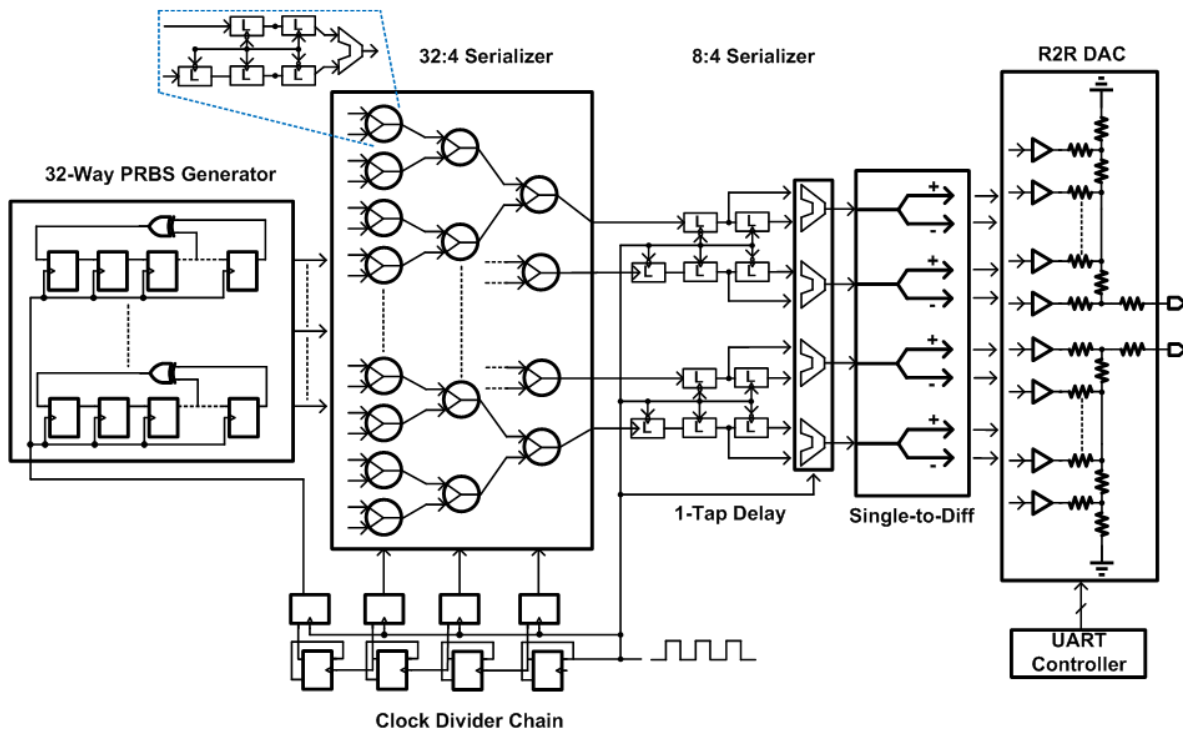 32:4 Serializer
8:4 Serializer
R2R DAC
32-Way PRBS Generator
L L
L L L
L L
L L L
L L
L L L
+
-
+
-
+
-
+
-
1-Tap Delay
Single-to-Diff
UART
Controller
Clock Divider Chain